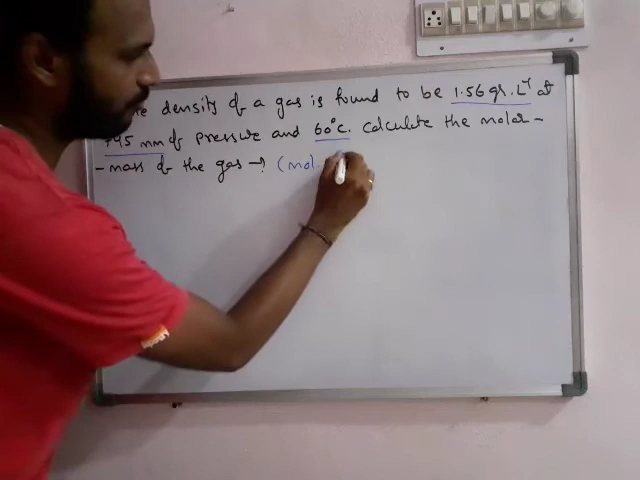 density of a gas is found to be 1.56 gr. L⁻¹ at
mm of pressure and 60°C. Calculate the molar -
- mass of the gas → ? (mol.